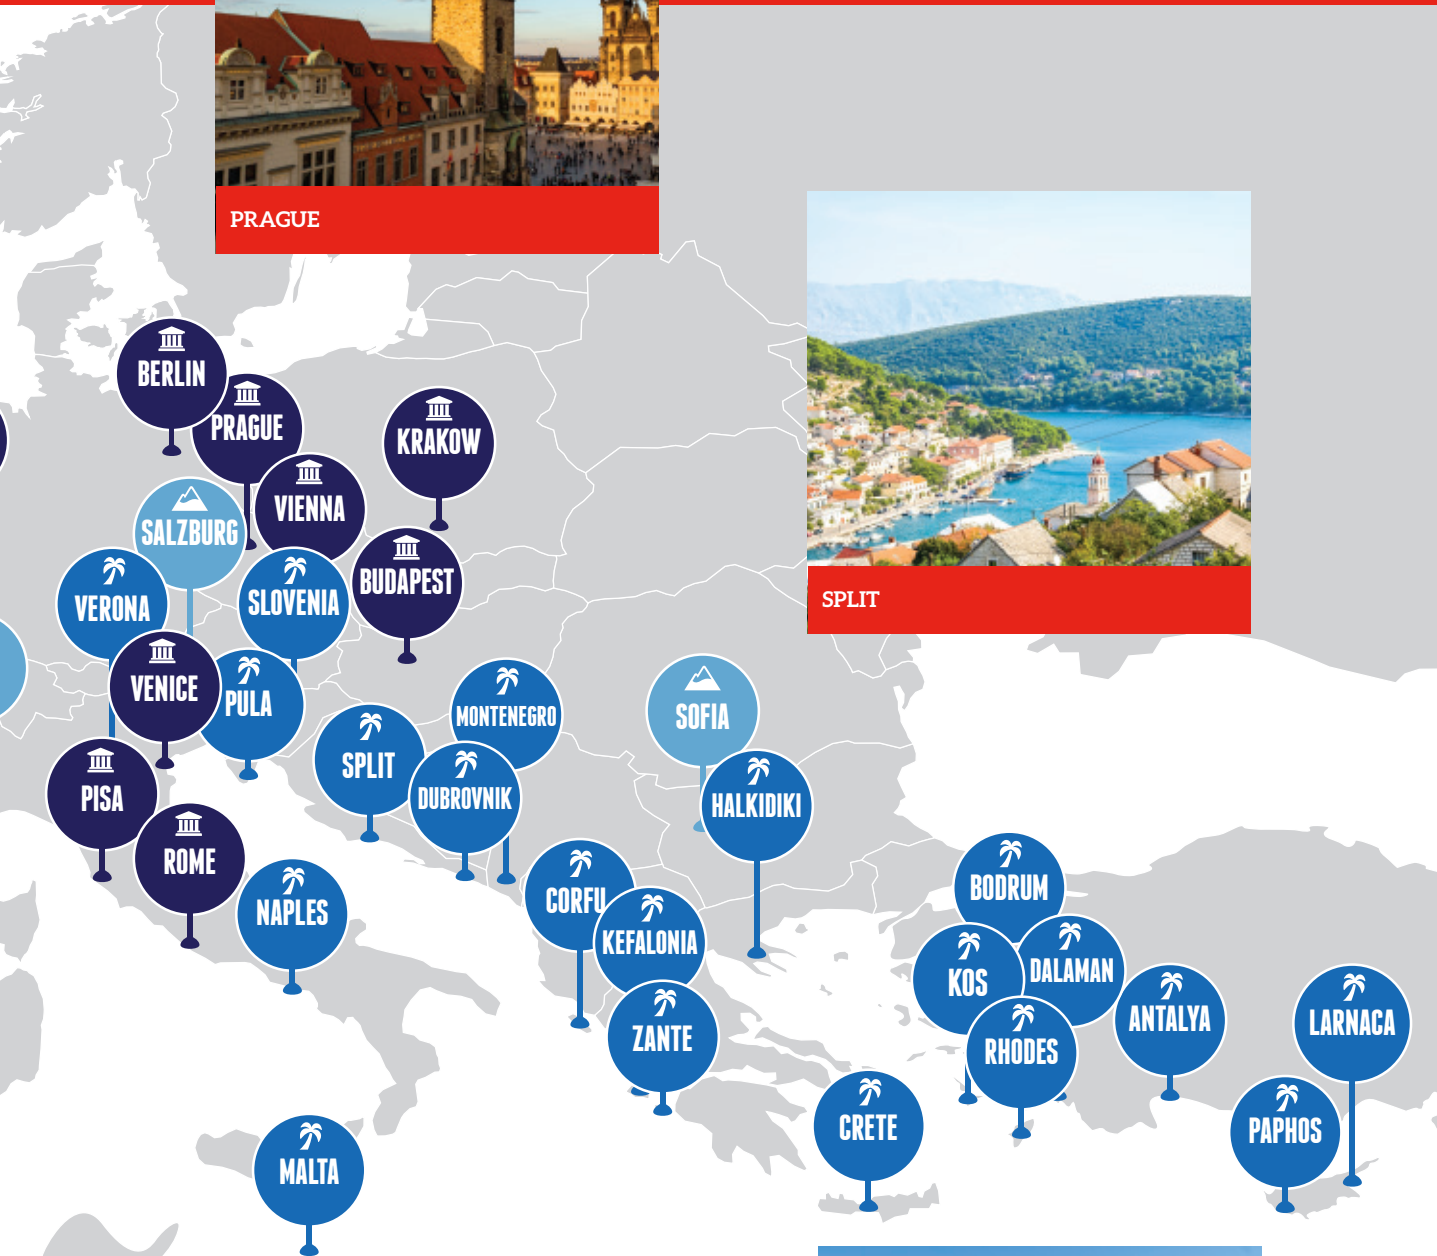 PRAGUE
SPLIT
BERLIN
PRAGUE
KRAKOW
VIENNA
SALZBURG
BUDAPEST
VERONA
SLOVENIA
VENICE
PULA
MONTENEGRO
SOFIA
SPLIT
DUBROVNIK
HALKIDIKI
PISA
ROME
NAPLES
CORFU
KEFALONIA
BODRUM
KOS
DALAMAN
ANTALYA
LARNACA
ZANTE
RHODES
CRETE
PAPHOS
MALTA